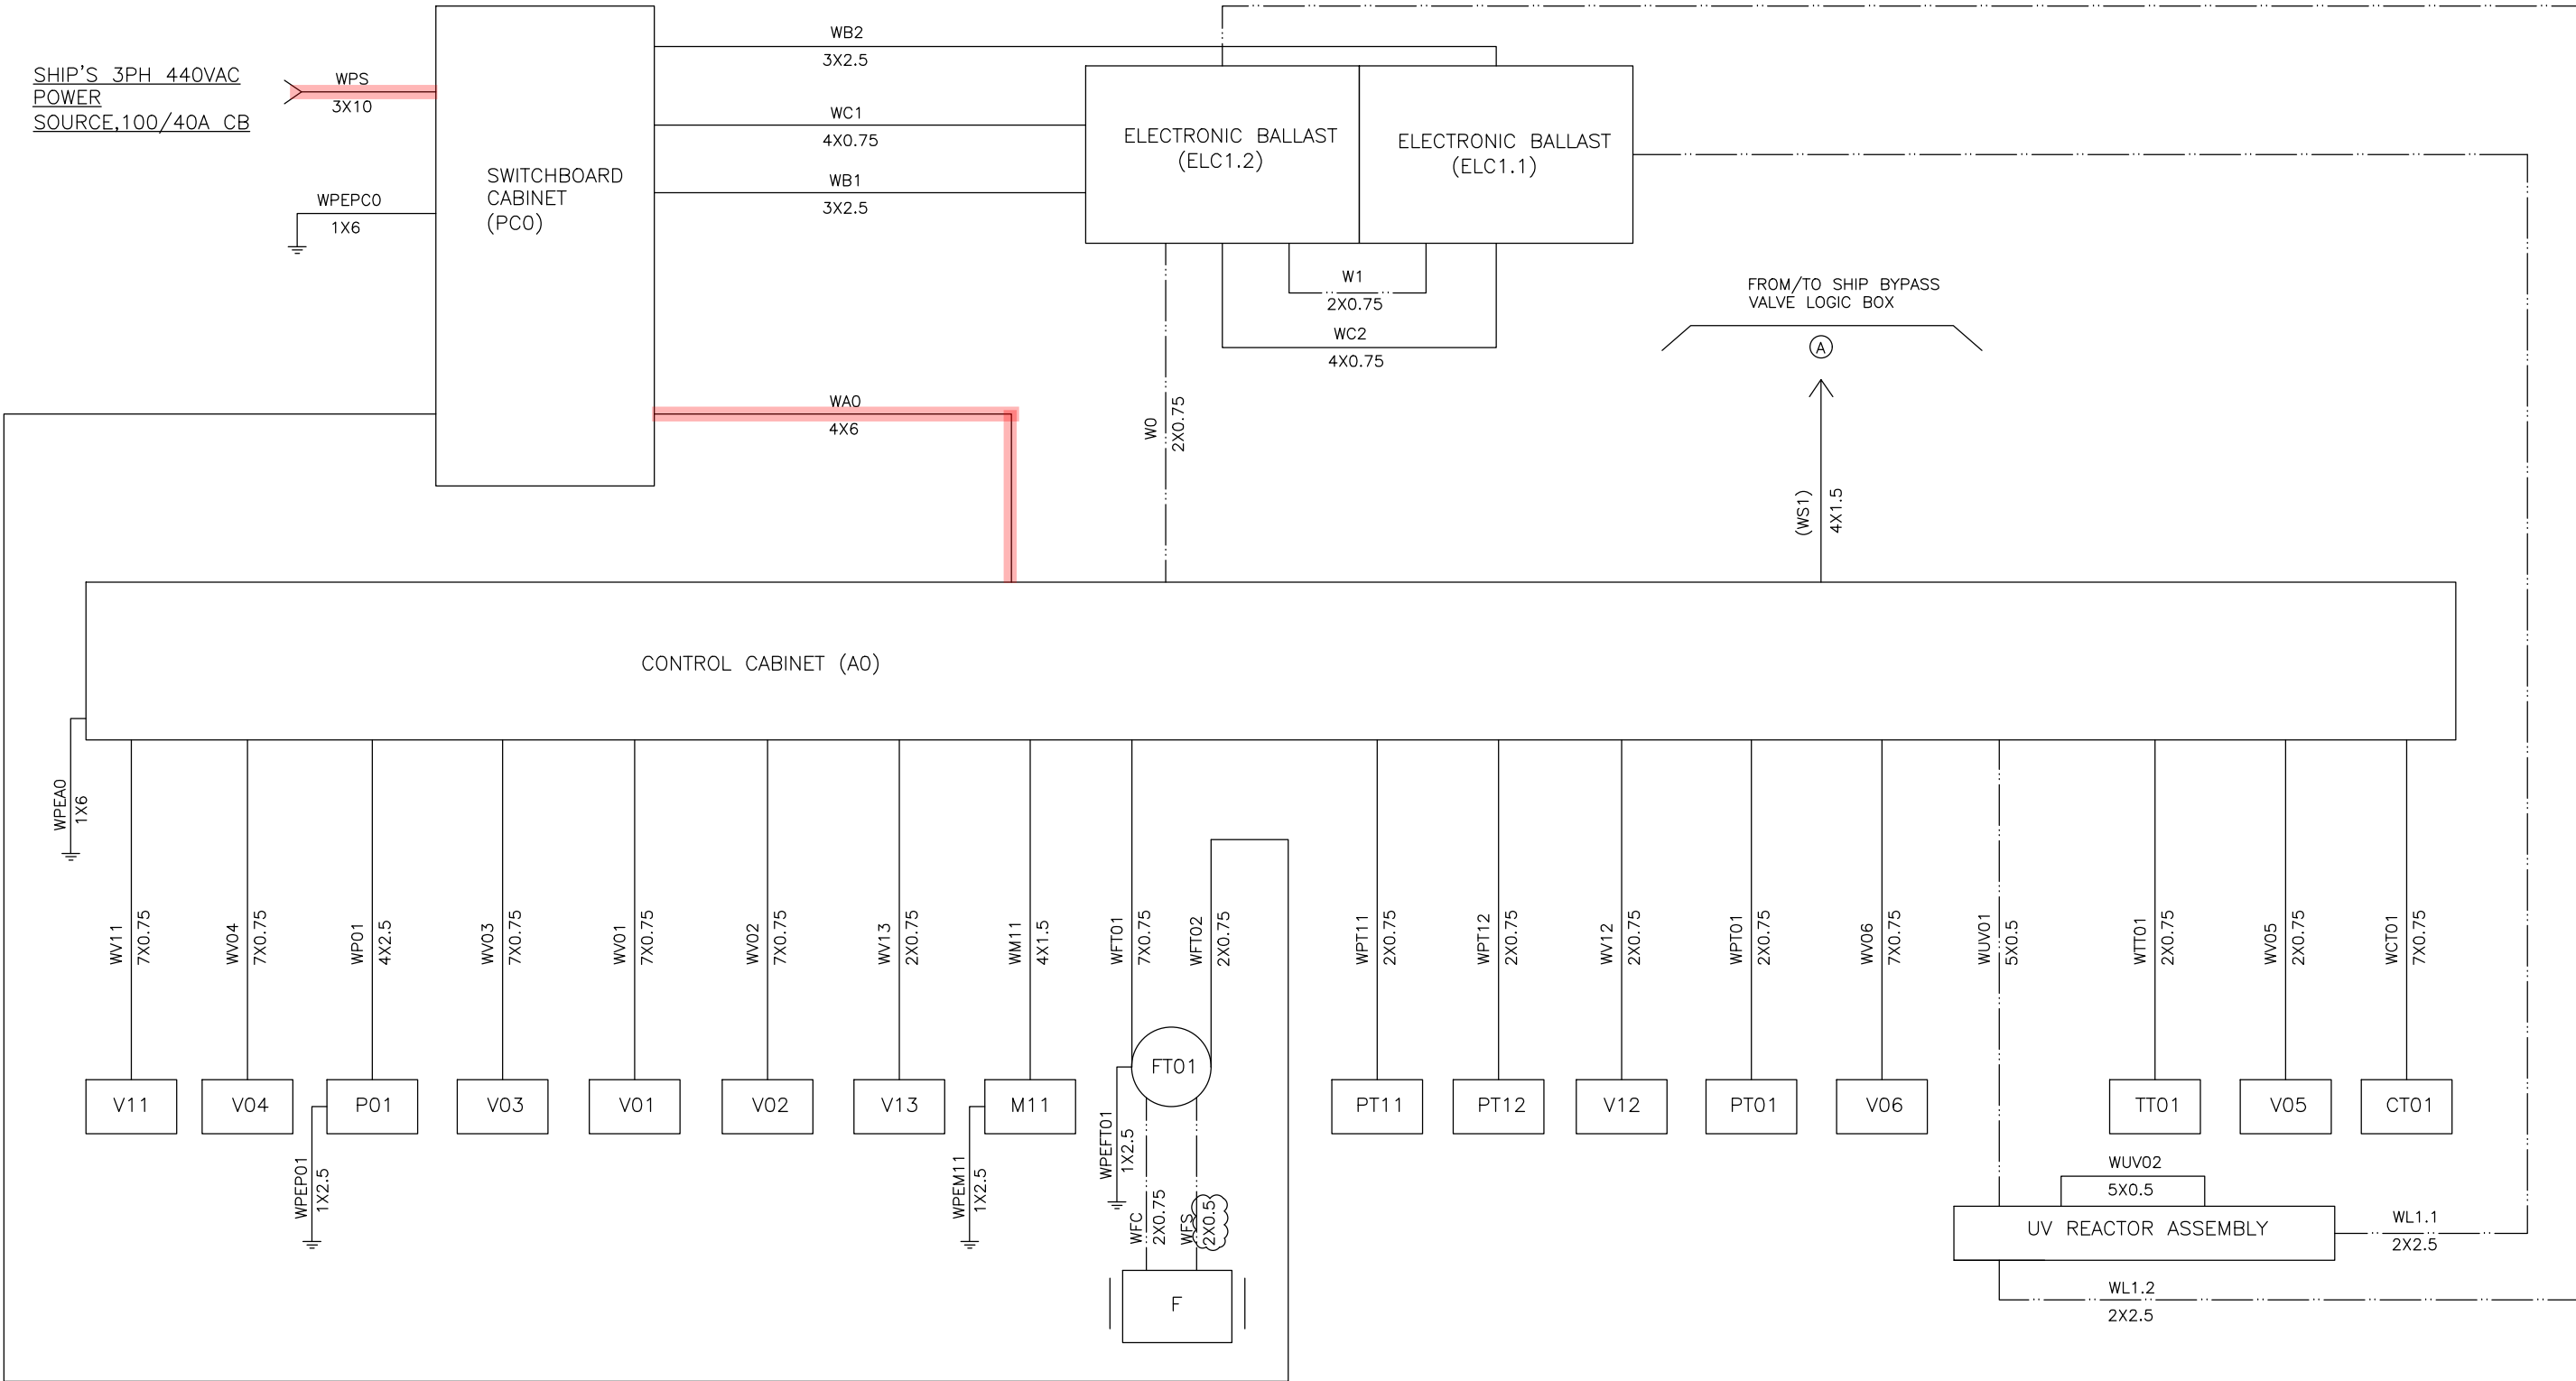 SHIP'S 3PH 440VAC
POWER
SOURCE,100/40A CB
WPS
3X10
WPEPC0
1X6
SWITCHBOARD
CABINET
(PC0)
WB2
3X2.5
WC1
4X0.75
WB1
3X2.5
WA0
4X6
ELECTRONIC BALLAST
(ELC1.2)
ELECTRONIC BALLAST
(ELC1.1)
W1
2X0.75
WC2
4X0.75
W0
2X0.75
FROM/TO SHIP BYPASS
VALVE LOGIC BOX
A
(WS1)
4X1.5
CONTROL CABINET (A0)
WPEA0
1X6
WV11
7X0.75
WV04
7X0.75
WP01
4X2.5
WV03
7X0.75
WV01
7X0.75
WV02
7X0.75
WV13
2X0.75
WM11
4X1.5
WFT01
7X0.75
WFT02
2X0.75
WPT11
2X0.75
WPT12
2X0.75
WV12
2X0.75
WPT01
2X0.75
WV06
7X0.75
WUV01
5X0.5
WTT01
2X0.75
WV05
2X0.75
WCT01
7X0.75
FT01
V11
V04
P01
V03
V01
V02
V13
M11
PT11
PT12
V12
PT01
V06
TT01
V05
CT01
WPEP01
1X2.5
WPEM11
1X2.5
WPEFT01
1X2.5
WFC
2X0.75
WFS
2X0.5
F
WUV02
5X0.5
UV REACTOR ASSEMBLY
WL1.1
2X2.5
WL1.2
2X2.5